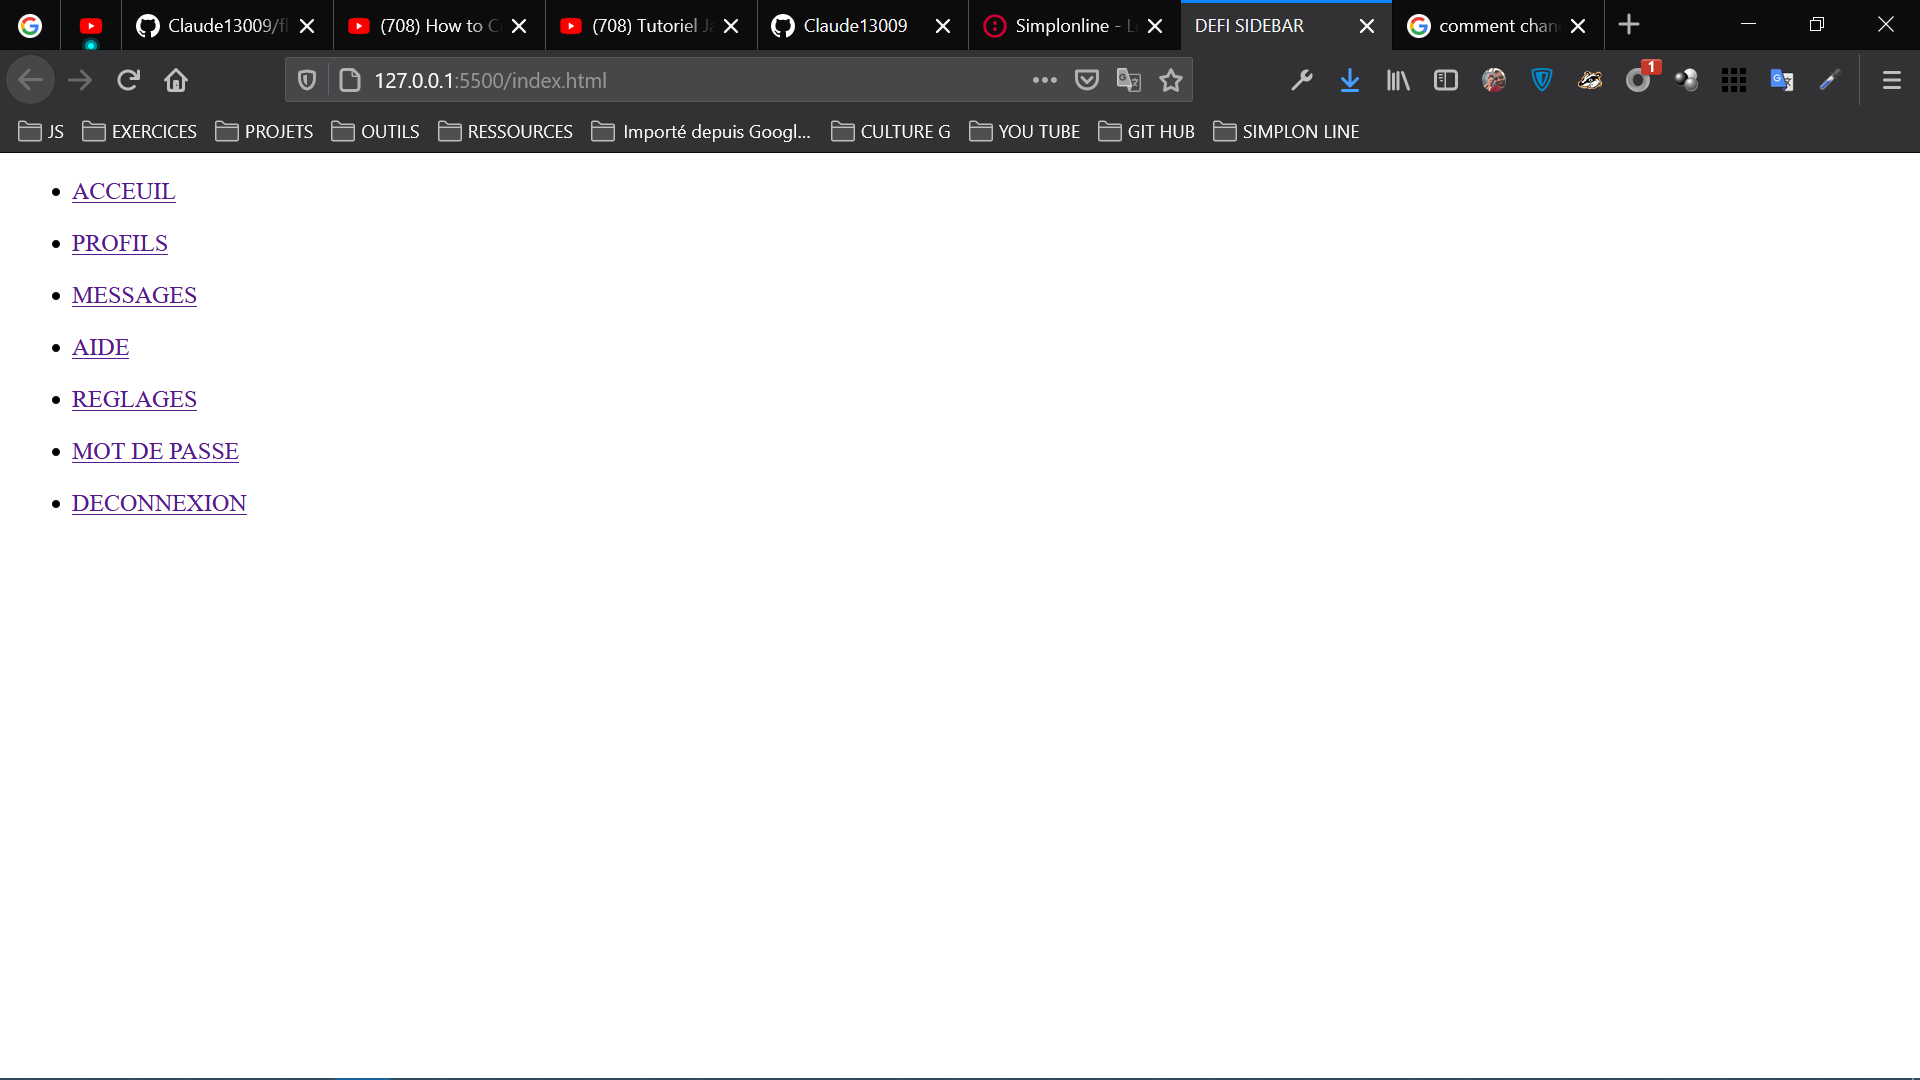 Claude13009/fl
(708) How to C
(708) Tutoriel Ja
Claude13009
Simplonline - L
DEFI SIDEBAR
comment chan
127.0.0.1:5500/index.html
1
JS
EXERCICES
PROJETS
OUTILS
RESSOURCES
Importé depuis Googl...
CULTURE G
YOU TUBE
GIT HUB
SIMPLON LINE
ACCEUIL
PROFILS
MESSAGES
AIDE
REGLAGES
MOT DE PASSE
DECONNEXION